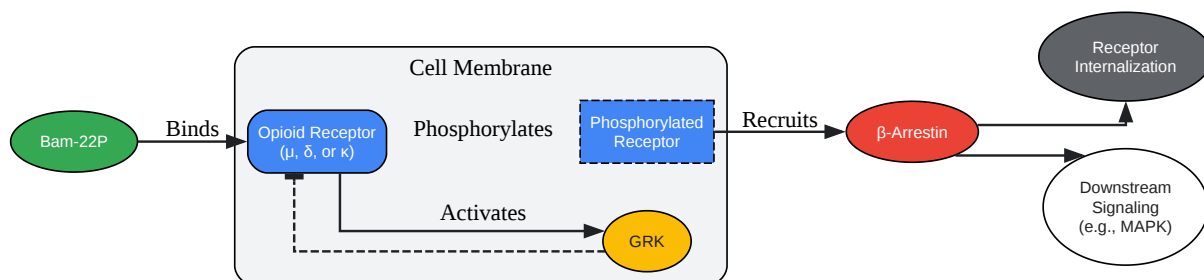 Cell Membrane
Bam-22P
Binds
Opioid Receptor
(μ, δ, or κ)
Phosphorylates
Phosphorylated
Receptor
Recruits
β-Arrestin
Receptor
Internalization
Activates
GRK
Downstream
Signaling
(e.g., MAPK)